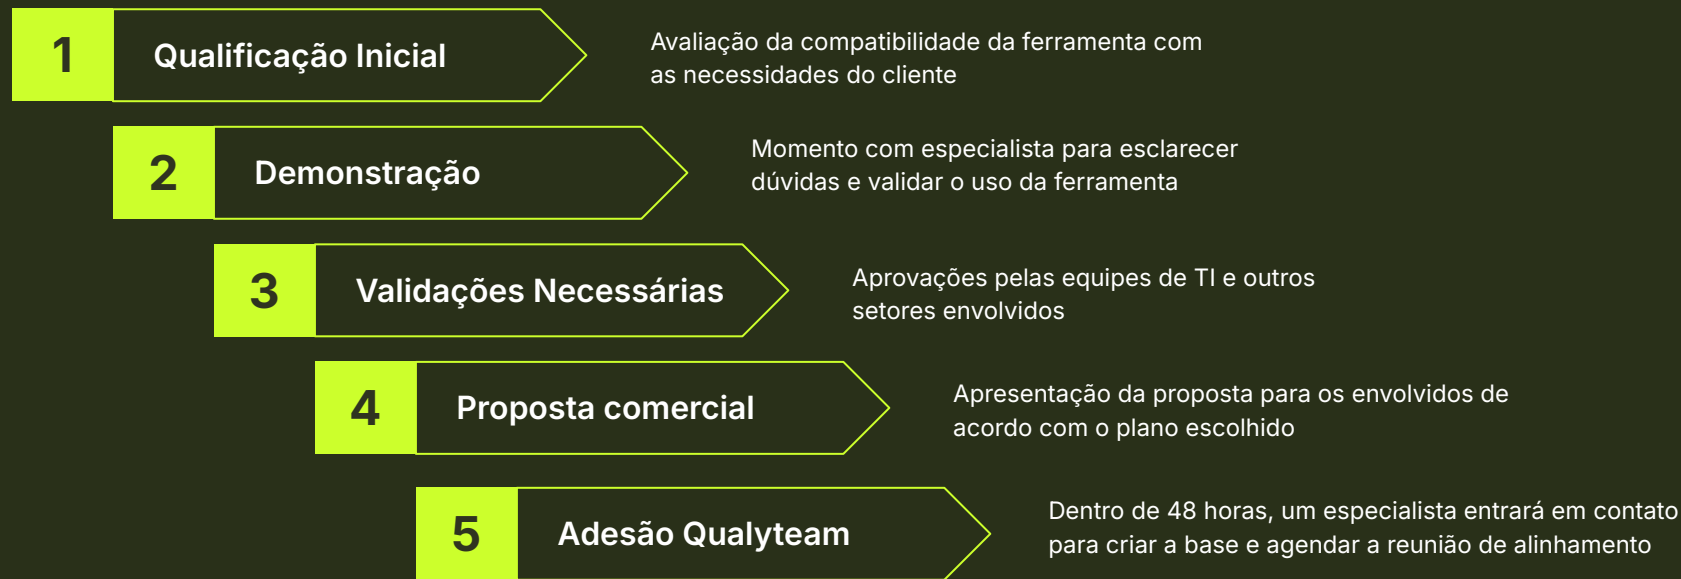 1
Qualificação Inicial
Avaliação da compatibilidade da ferramenta com
as necessidades do cliente
2
Demonstração
Momento com especialista para esclarecer
dúvidas e validar o uso da ferramenta
3
Validações Necessárias
Aprovações pelas equipes de TI e outros
setores envolvidos
4
Proposta comercial
Apresentação da proposta para os envolvidos de
acordo com o plano escolhido
5
Adesão Qualyteam
Dentro de 48 horas, um especialista entrará em contato
para criar a base e agendar a reunião de alinhamento